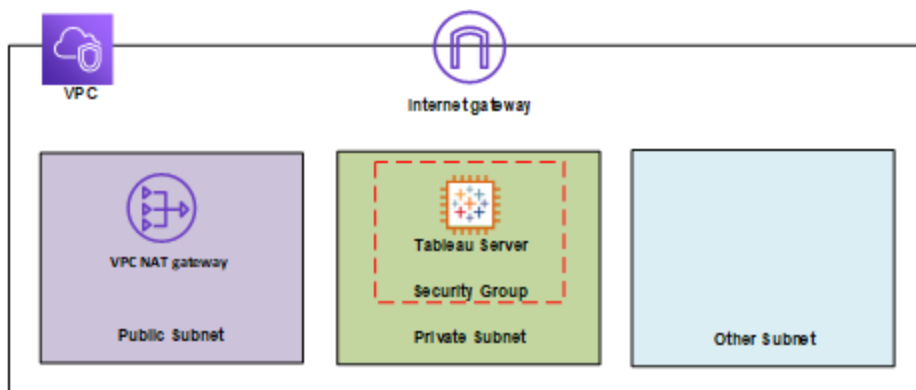 VPC
Internet gateway
VPC NAT gateway
Public Subnet
Tableau Server
Security Group
Private Subnet
Other Subnet